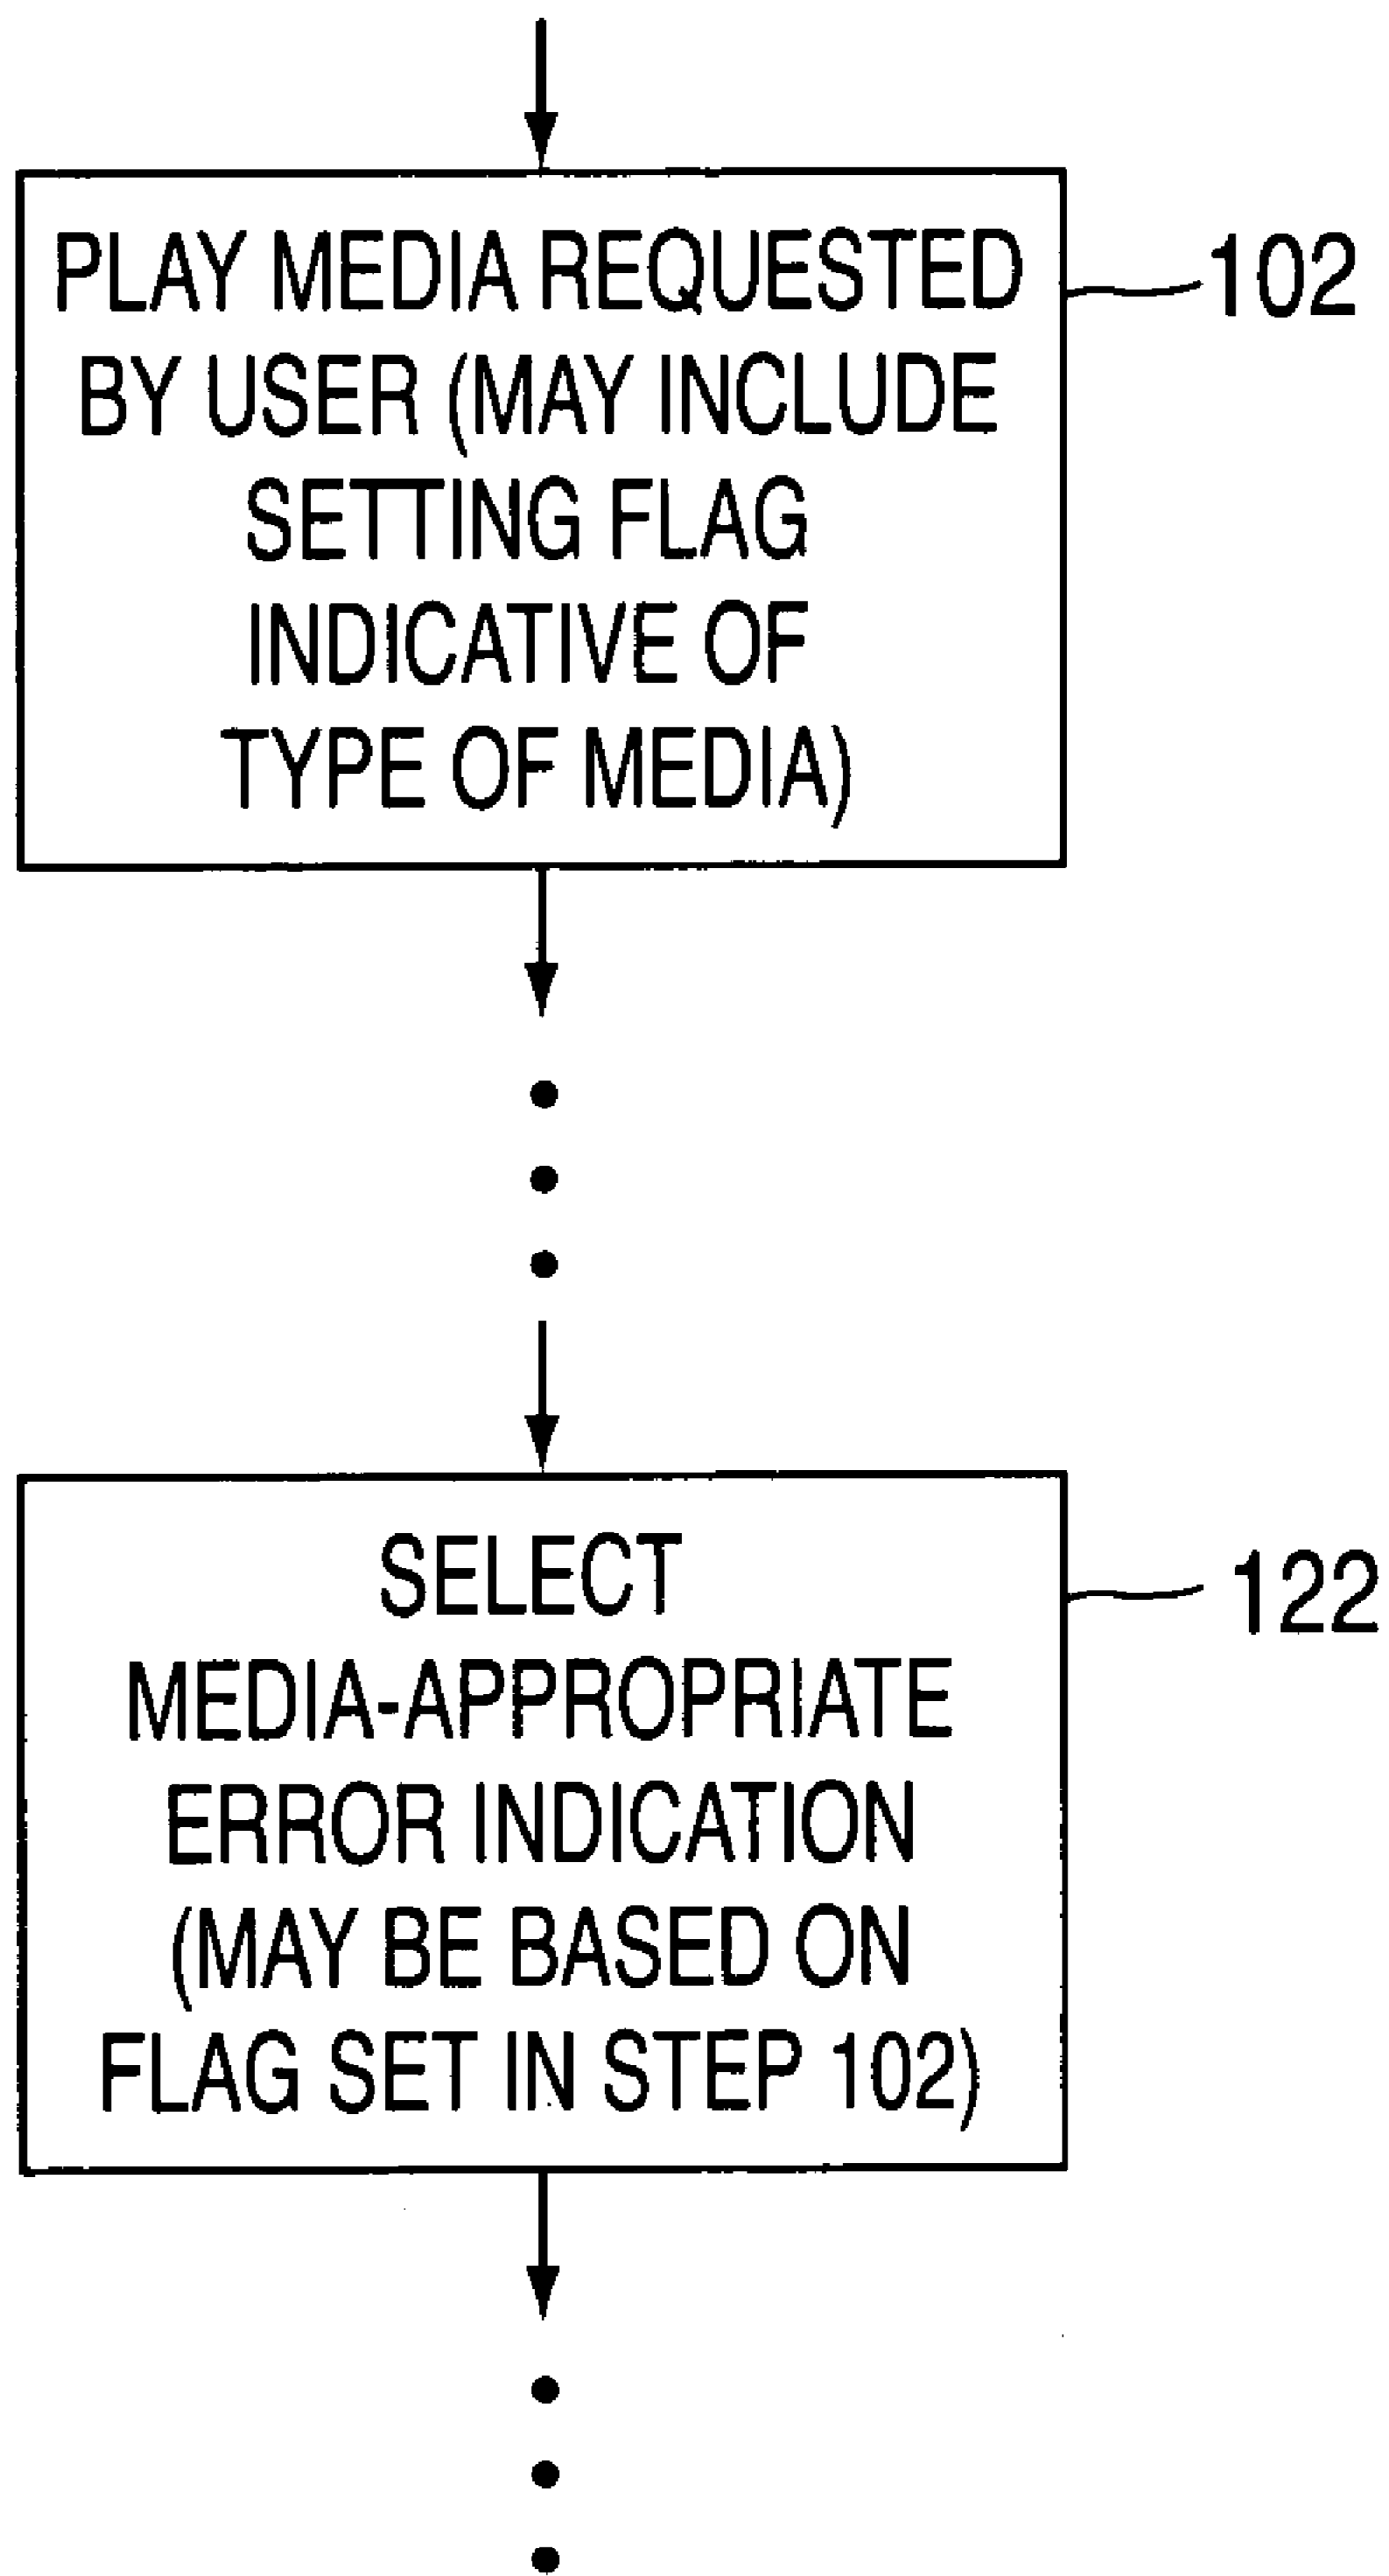 PLAY MEDIA REQUESTED
BY USER (MAY INCLUDE
SETTING FLAG
INDICATIVE OF
TYPE OF MEDIA)
102
SELECT
MEDIA-APPROPRIATE
ERROR INDICATION
(MAY BE BASED ON
FLAG SET IN STEP 102)
122